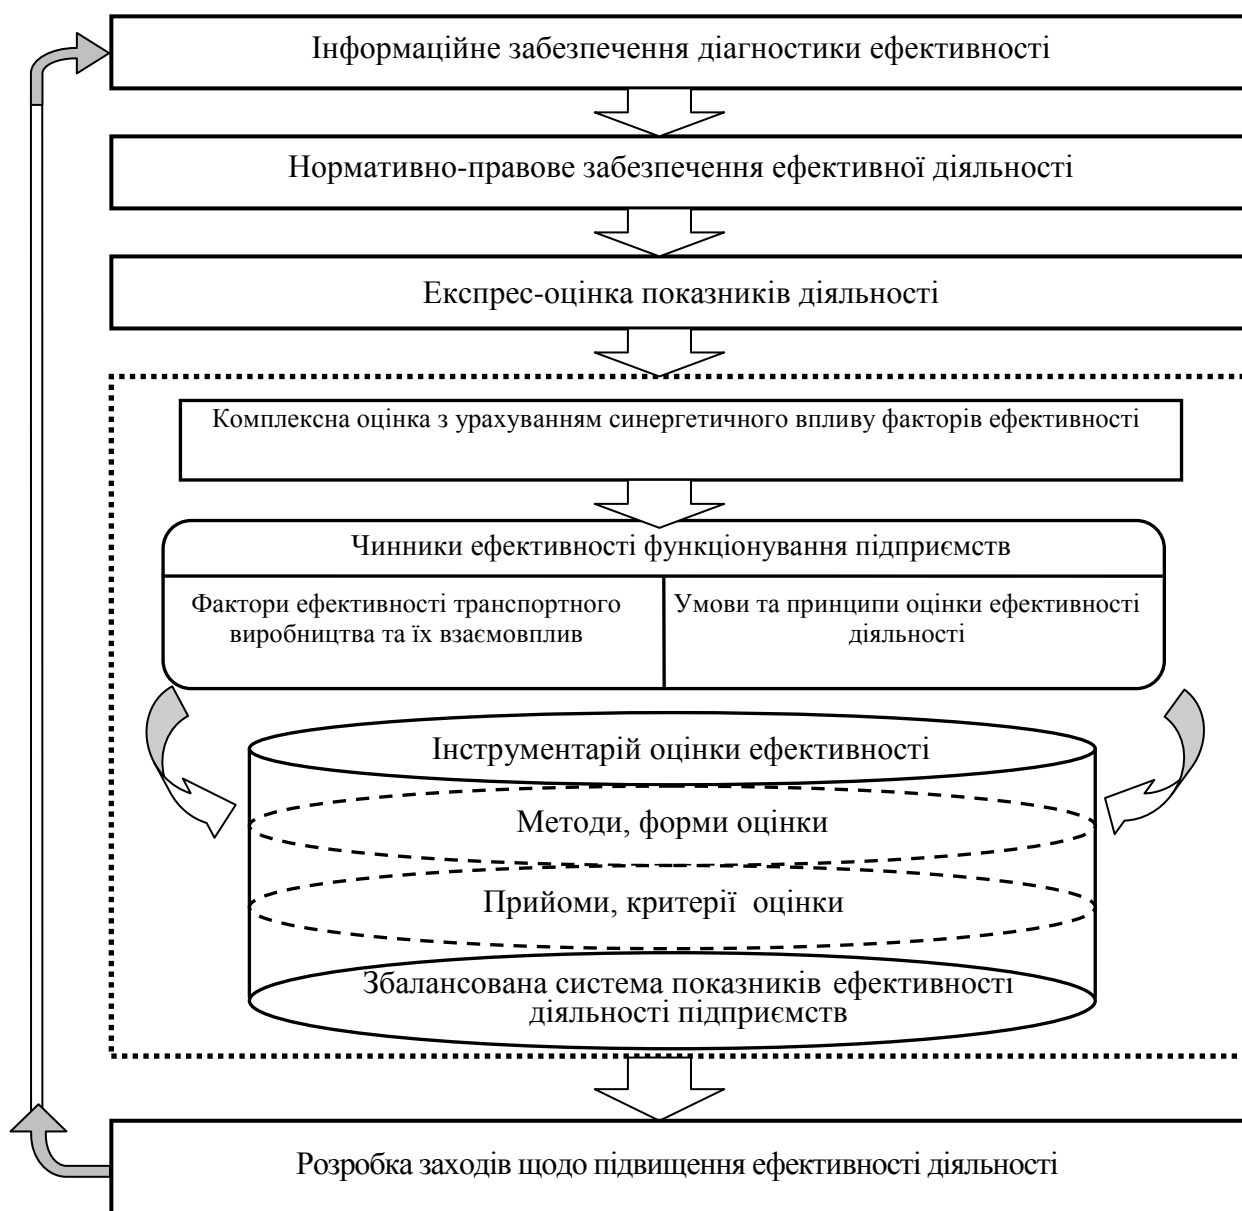 Інформаційне забезпечення діагностики ефективності
Нормативно-правове забезпечення ефективної діяльності
Експрес-оцінка показників діяльності
Комплексна оцінка з урахуванням синергетичного впливу факторів ефективності
Чинники ефективності функціонування підприємств
Фактори ефективності транспортного
виробництва та їх взаємовплив
Умови та принципи оцінки ефективності
діяльності
Інструментарій оцінки ефективності
Методи, форми оцінки
Прийоми, критерії оцінки
Збалансована система показників ефективності
діяльності підприємств
Розробка заходів щодо підвищення ефективності діяльності